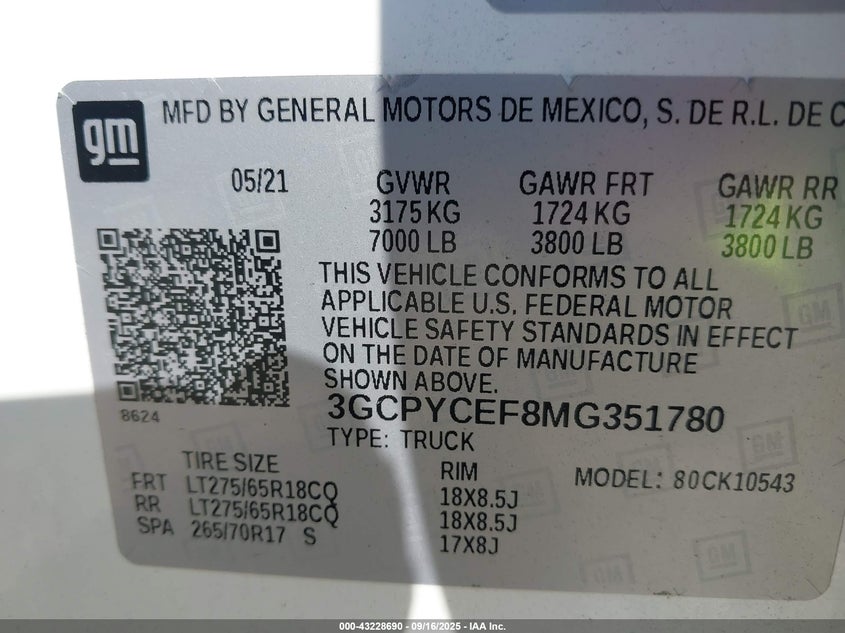 gm
MFD BY GENERAL MOTORS DE MEXICO, S. DE R.L. DE C
05/21 GVWR GAWR FRT GAWR RR
3175 KG 1724 KG 1724 KG
7000 LB 3800 LB 3800 LB
THIS VEHICLE CONFORMS TO ALL
APPLICABLE U.S. FEDERAL MOTOR
VEHICLE SAFETY STANDARDS IN EFFECT
ON THE DATE OF MANUFACTURE
SHOWN ABOVE.
8624
3GCPYCEF8MG351780
TYPE: TRUCK
TIRE SIZE RIM MODEL: 80CK10543
FRT LT275/65R18CQ 18X8.5J
RR LT275/65R18CQ 18X8.5J
SPA 265/70R17 S 17X8J
000-43228690 - 09/16/2025 - IAA Inc.